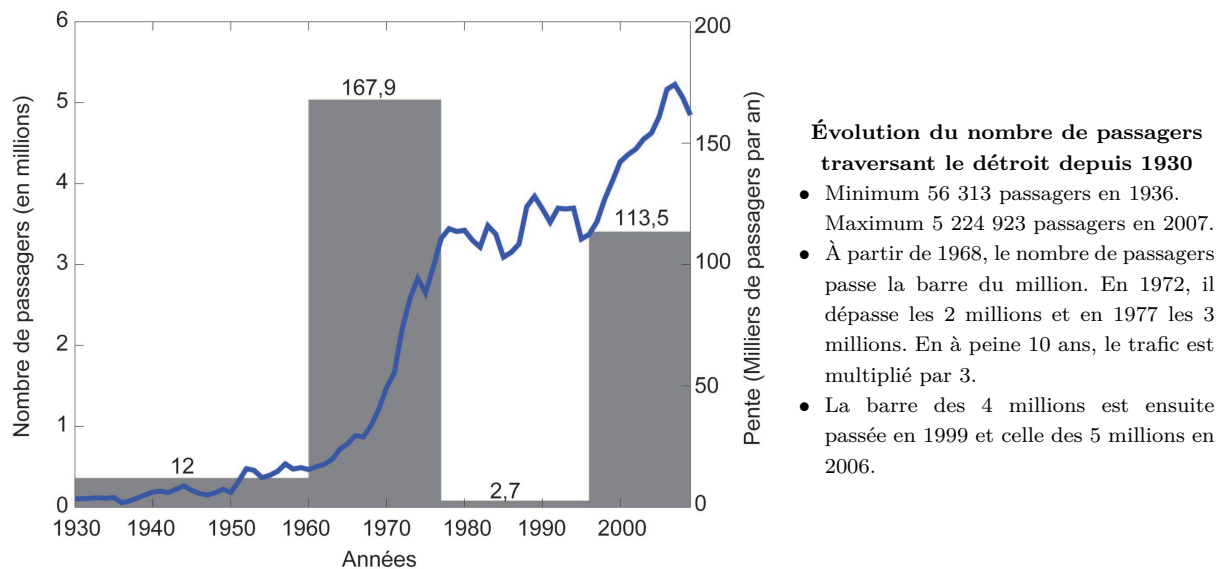 6
5
4
3
2
1
0
Nombre de passagers (en millions)
200
150
100
50
0
Pente (Milliers de passagers par an)
167,9
113,5
12
2,7
1930 1940 1950 1960 1970 1980 1990 2000
Années
Évolution du nombre de passagers
traversant le détroit depuis 1930
• Minimum 56 313 passagers en 1936.
Maximum 5 224 923 passagers en 2007.
• À partir de 1968, le nombre de passagers
passe la barre du million. En 1972, il
dépasse les 2 millions et en 1977 les 3
millions. En à peine 10 ans, le trafic est
multiplié par 3.
• La barre des 4 millions est ensuite
passée en 1999 et celle des 5 millions en
2006.